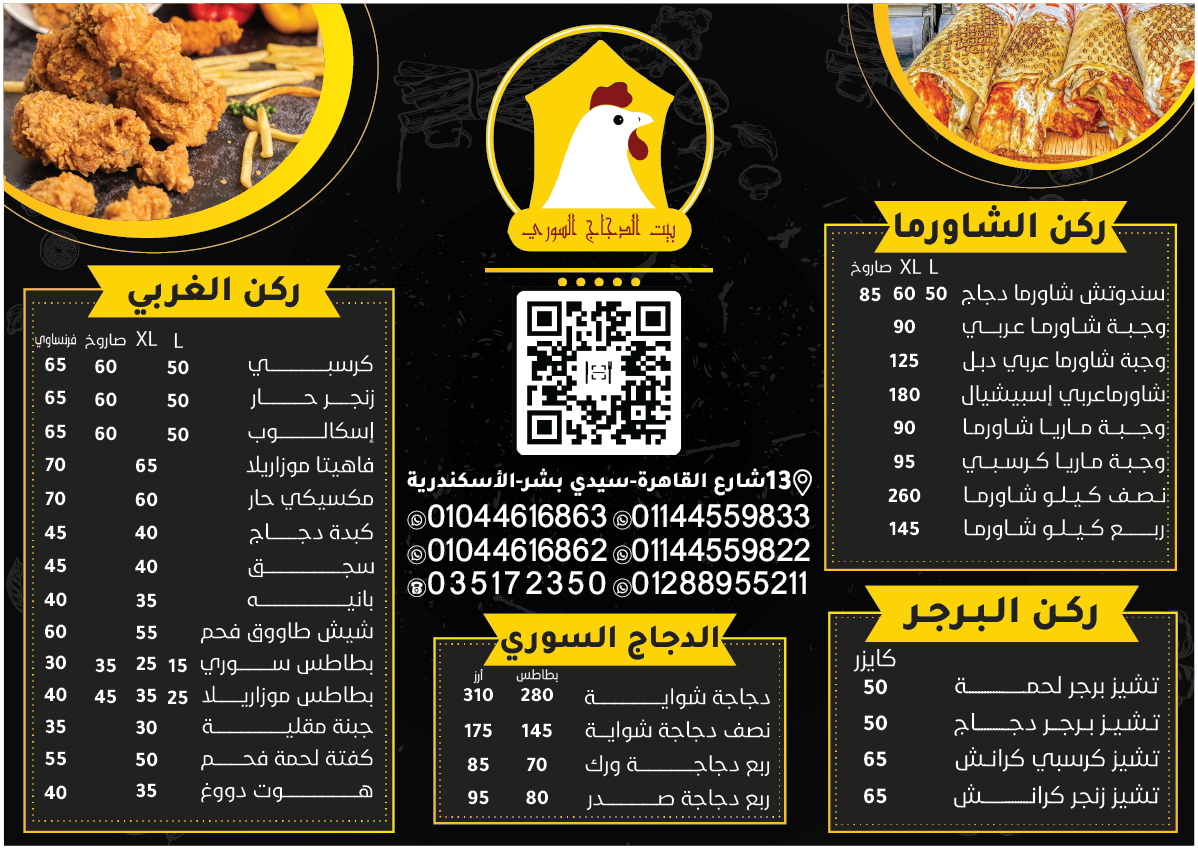 بيت الدجاج السوري
ركن الشاورما
L XL صاروخ
سندوتش شاورما دجاج 50 60 85
وجبة شاورما عربي 90
وجبة شاورما عربي دبل 125
شاورماعربي إسبيشيال 180
وجبة ماريا شاورما 90
وجبة ماريا كرسبي 95
نصف كيلو شاورما 260
ربع كيلو شاورما 145
ركن البرجر
كايزر
تشيز برجر لحمة 50
تشيز برجر دجاج 50
تشيز كرسبي كرانش 65
تشيز زنجر كرانش 65
13شارع القاهرة-سيدي بشر-الأسكندرية
01044616863 01144559833
01044616862 01144559822
035172350 01288955211
الدجاج السوري
بطاطس أرز
دجاجة شواية 280 310
نصف دجاجة شواية 145 175
ربع دجاجة ورك 70 85
ربع دجاجة صدر 80 95
ركن الغربي
L XL صاروخ فرنساوي
كرسبي 50 60 65
زنجر حار 50 60 65
إسكالوب 50 60 65
فاهيتا موزاريلا 65 70
مكسيكي حار 60 70
كبدة دجاج 40 45
سجق 40 45
بانيه 35 40
شيش طاووق فحم 55 60
بطاطس سوري 15 25 35 30
بطاطس موزاريلا 25 35 45 40
جبنة مقلية 30 35
كفتة لحمة فحم 50 55
هوت دووغ 35 40